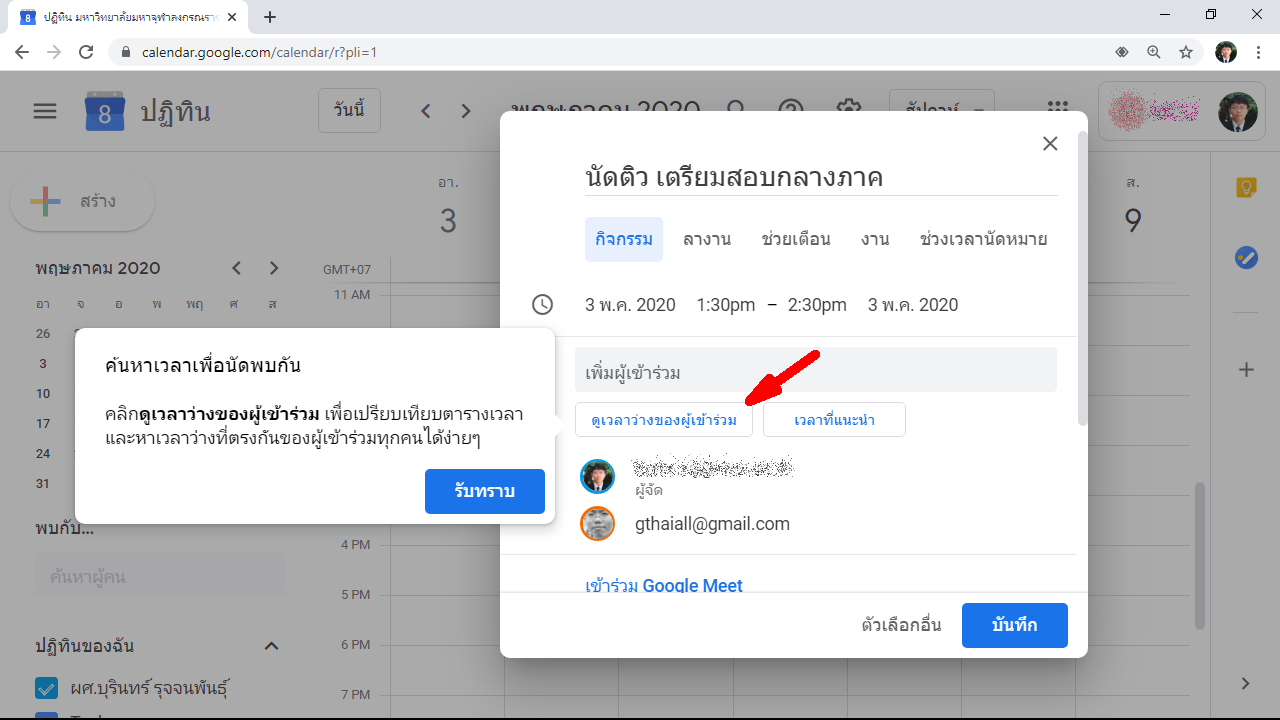 ปฏิทิน มหาวิทยาลัยมหาจุฬาลงกรณรา
calendar.google.com/calendar/r?pli=1
8 ปฏิทิน
วันนี้
พฤษภาคม 2020
สัปดาห์
สร้าง
อา.
3
ส.
9
พฤษภาคม 2020
อา จ อ พ พฤ ศ ส
26
3
10
17
24
31
GMT+07
11 AM
4 PM
5 PM
6 PM
7 PM
นัดติว เตรียมสอบกลางภาค
กิจกรรม ลางาน ช่วยเตือน งาน ช่วงเวลานัดหมาย
3 พ.ค. 2020 1:30pm – 2:30pm 3 พ.ค. 2020
เพิ่มผู้เข้าร่วม
ดูเวลาว่างของผู้เข้าร่วม เวลาที่แนะนำ
ผู้จัด
gthaiall@gmail.com
เข้าร่วม Google Meet
ตัวเลือกอื่น บันทึก
ค้นหาเวลาเพื่อนัดพบกัน
คลิกดูเวลาว่างของผู้เข้าร่วม เพื่อเปรียบเทียบตารางเวลา
และหาเวลาว่างที่ตรงกันของผู้เข้าร่วมทุกคนได้ง่ายๆ
รับทราบ
พบกับ...
ค้นหาผู้คน
ปฏิทินของฉัน
ผศ.บุรินทร์ รุจจนพันธุ์